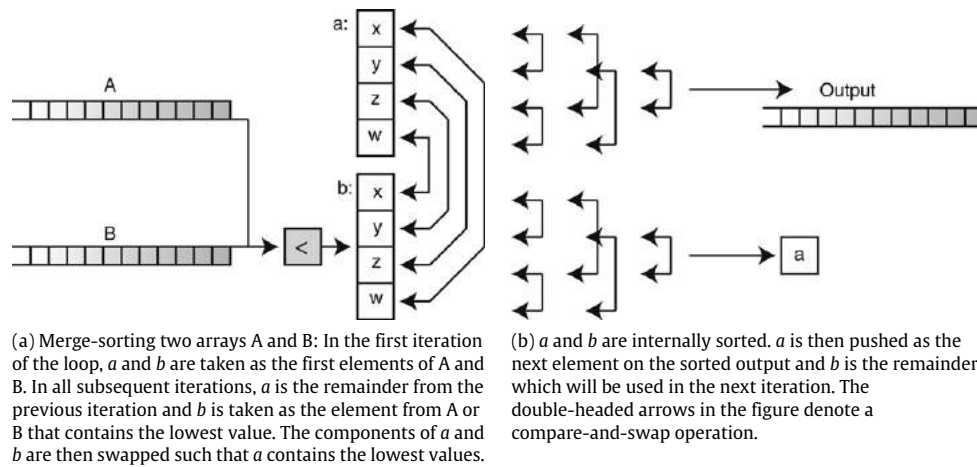 a:
x
y
z
w
A
B
<
b:
x
y
z
w
Output
a
(a) Merge-sorting two arrays A and B: In the first iteration
of the loop, a and b are taken as the first elements of A and
B. In all subsequent iterations, a is the remainder from the
previous iteration and b is taken as the element from A or
B that contains the lowest value. The components of a and
b are then swapped such that a contains the lowest values.
(b) a and b are internally sorted. a is then pushed as the
next element on the sorted output and b is the remainder
which will be used in the next iteration. The
double-headed arrows in the figure denote a
compare-and-swap operation.